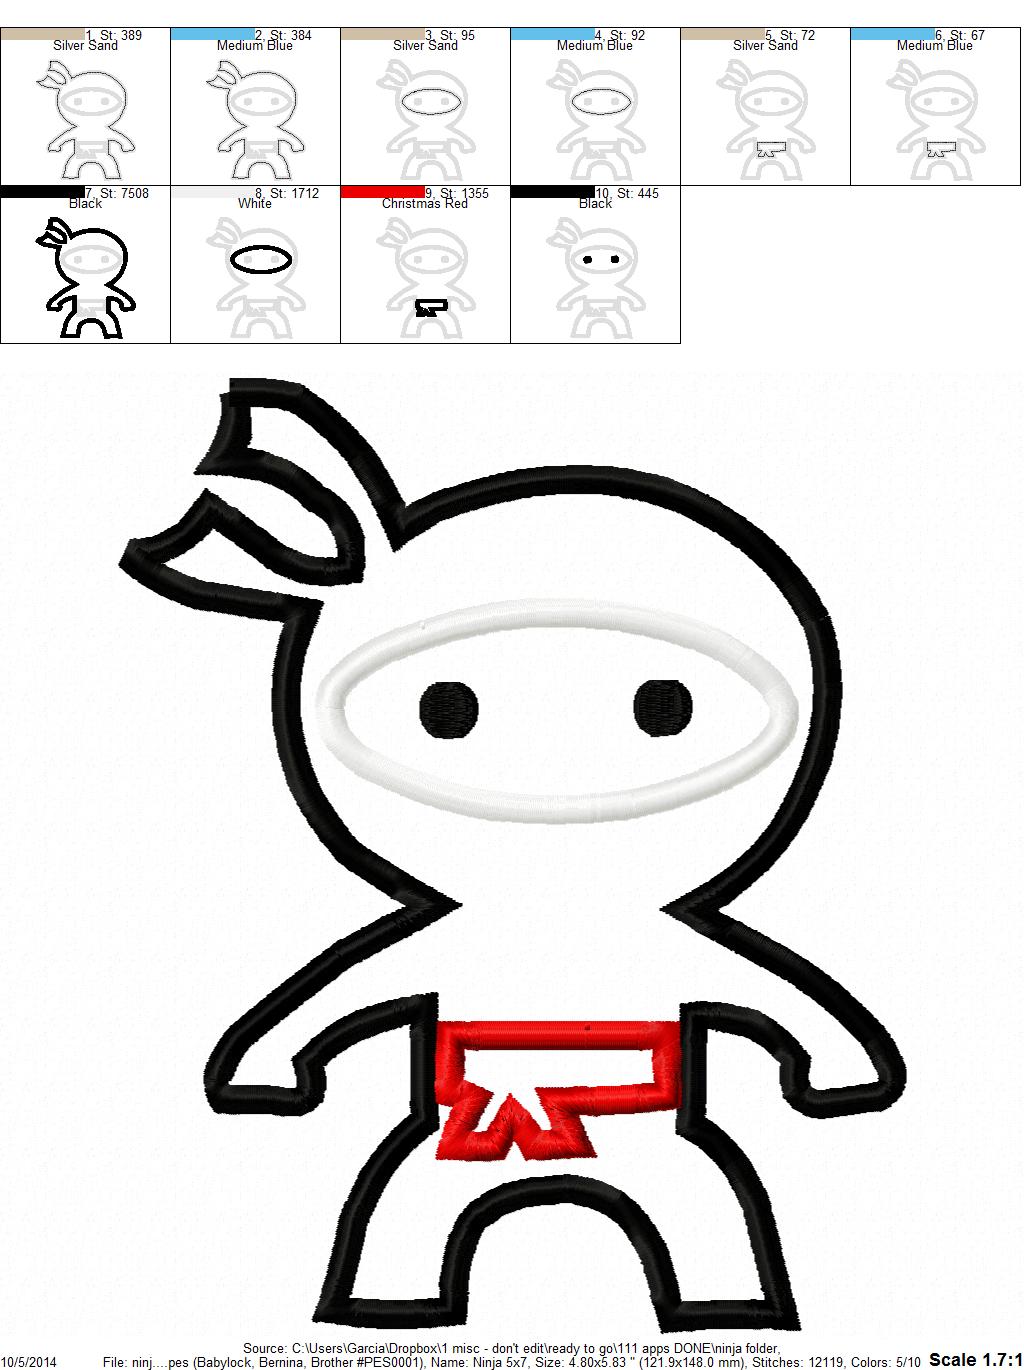 1, St: 389
Silver Sand
2, St: 384
Medium Blue
3, St: 95
Silver Sand
4, St: 92
Medium Blue
5, St: 72
Silver Sand
6, St: 67
Medium Blue
7, St: 7508
Black
8, St: 1712
White
9, St: 1355
Christmas Red
10, St: 445
Black
Source: C:\Users\Garcia\Dropbox\1 misc - don't edit\ready to go\111 apps DONE\ninja folder,
10/5/2014
File: ninj....pes (Babylock, Bernina, Brother #PES0001), Name: Ninja 5x7, Size: 4.80x5.83 " (121.9x148.0 mm), Stitches: 12119, Colors: 5/10
Scale 1.7:1